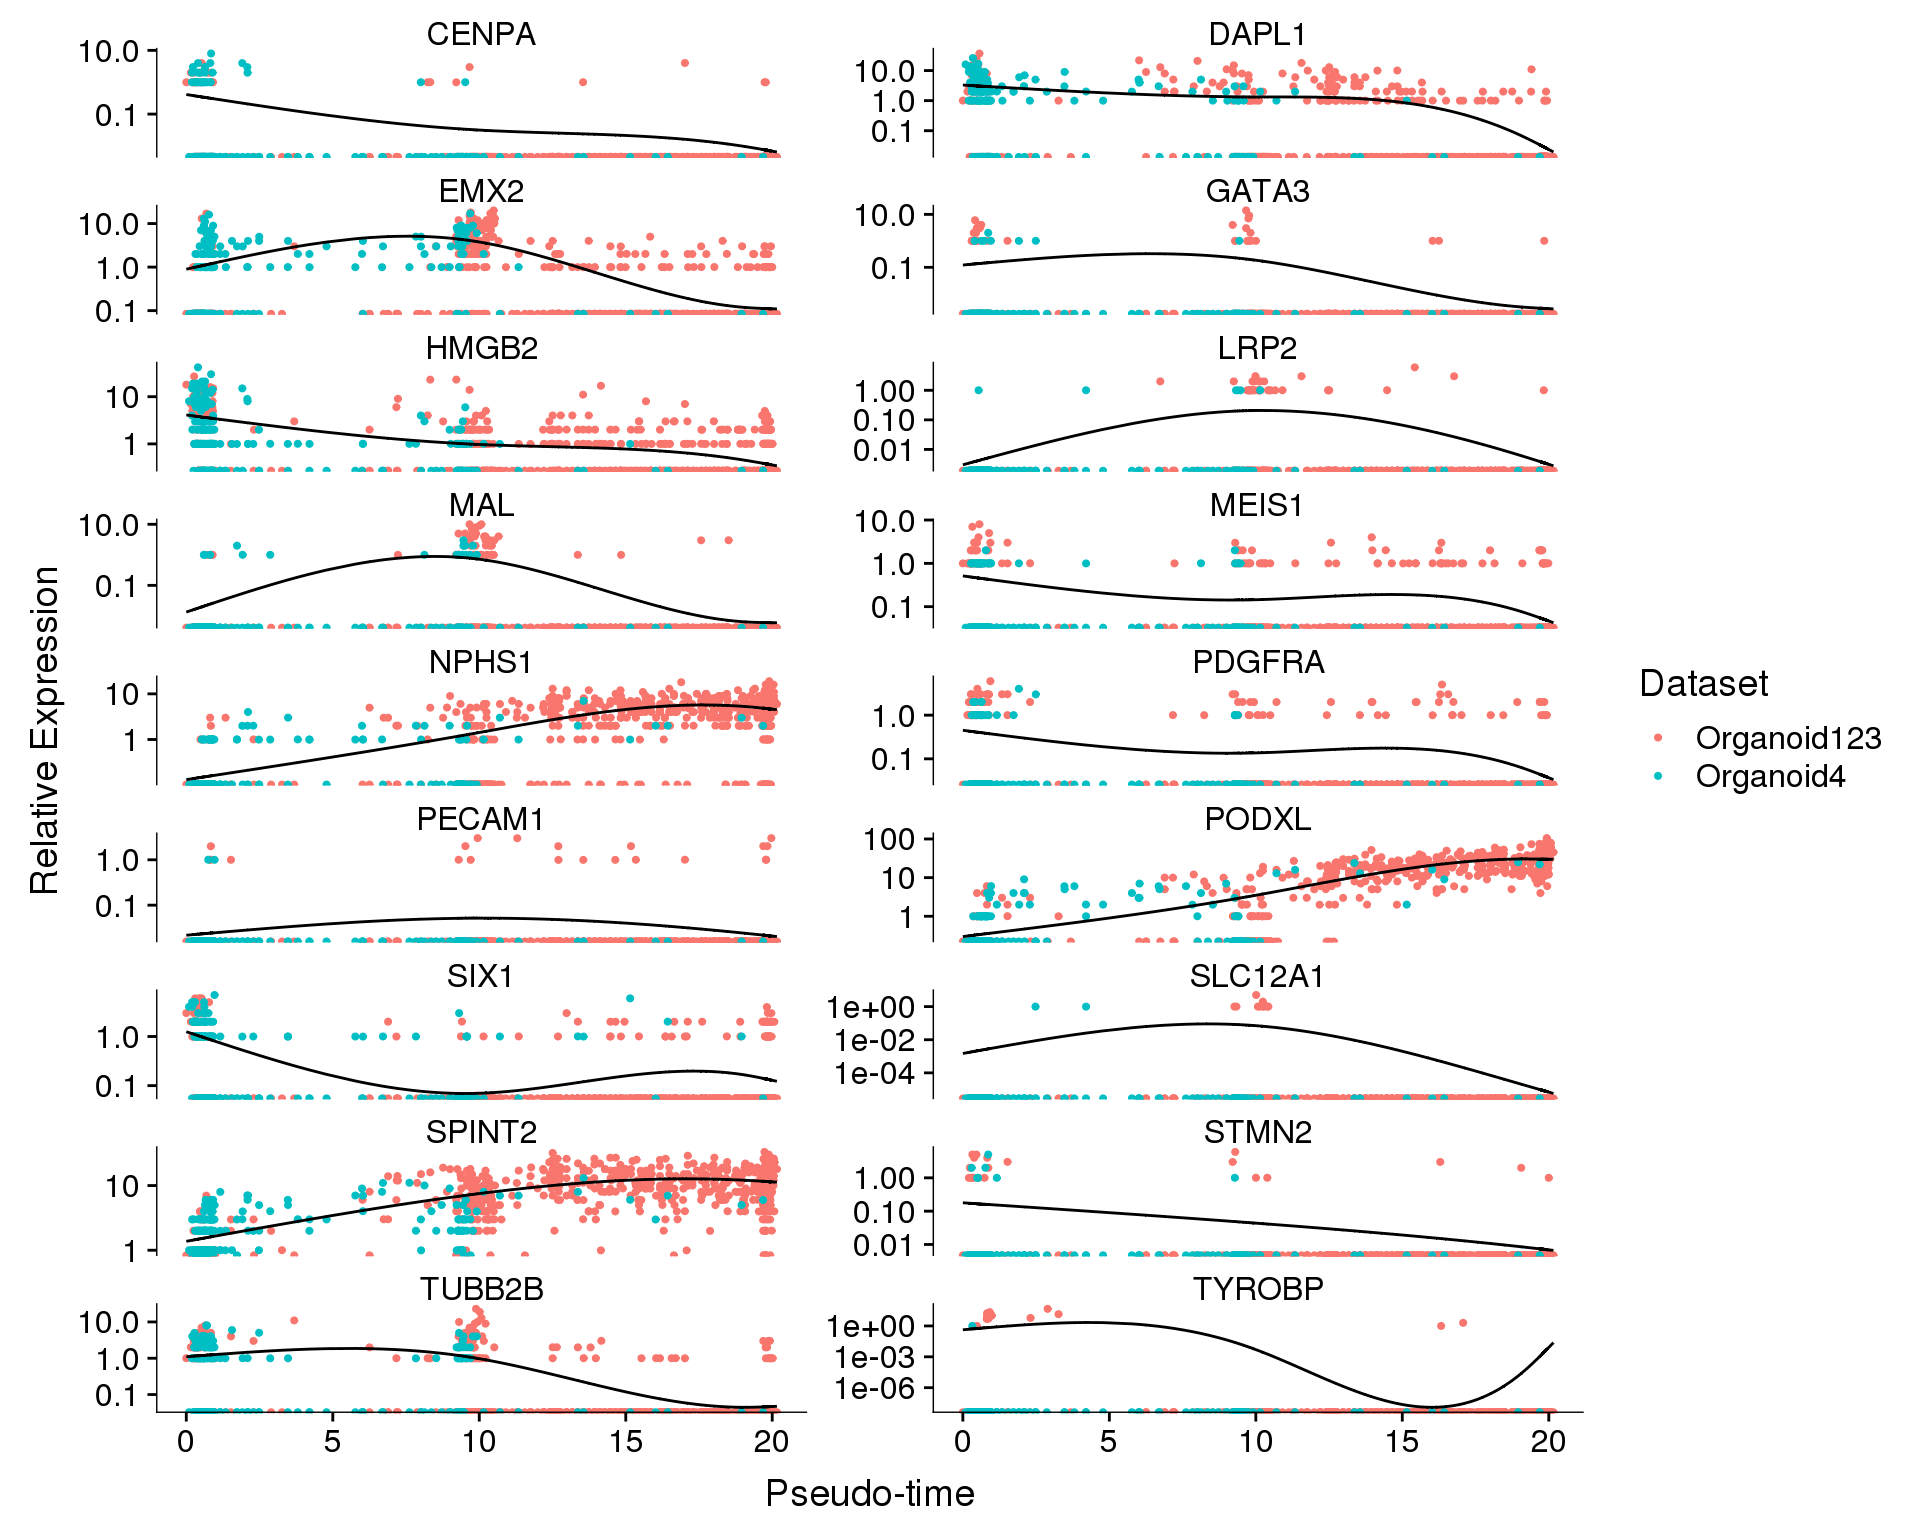 CENPA
10.0
0.1
DAPL1
10.0
1.0
0.1
EMX2
10.0
1.0
0.1
GATA3
10.0
0.1
HMGB2
10
1
LRP2
1.00
0.10
0.01
MAL
10.0
0.1
MEIS1
10.0
1.0
0.1
NPHS1
10
1
PDGFRA
1.0
0.1
PECAM1
1.0
0.1
PODXL
100
10
1
SIX1
1.0
0.1
SLC12A1
1e+00
1e-02
1e-04
SPINT2
10
1
STMN2
1.00
0.10
0.01
TUBB2B
10.0
1.0
0.1
TYROBP
1e+00
1e-03
1e-06
0 5 10 15 20
0 5 10 15 20
Pseudo-time
Relative Expression
Dataset
Organoid123
Organoid4